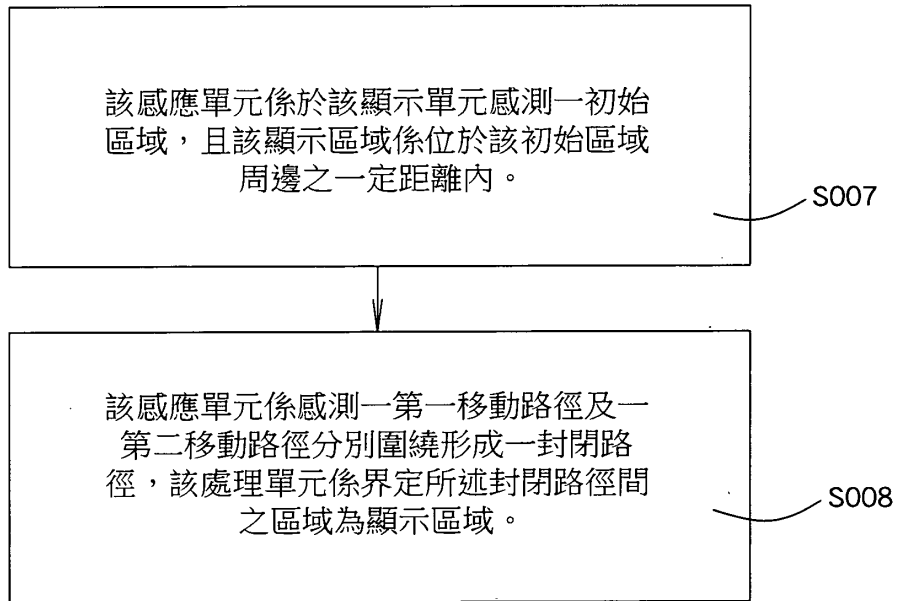 該感應單元係於該顯示單元感測一初始
區域，且該顯示區域係位於該初始區域
周邊之一定距離內。
S007
該感應單元係感測一第一移動路徑及一
第二移動路徑分別圍繞形成一封閉路
徑，該處理單元係界定所述封閉路徑間
之區域為顯示區域。
S008